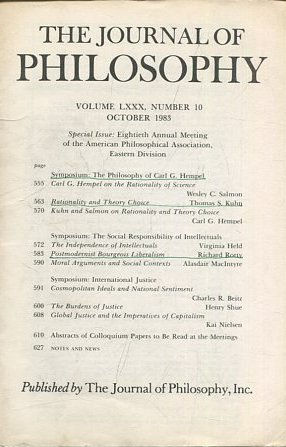 THE JOURNAL OF
PHILOSOPHY
VOLUME LXXX, NUMBER 10
OCTOBER 1983
Special Issue: Eightieth Annual Meeting
of the American Philosophical Association,
Eastern Division
page
Symposium: The Philosophy of Carl G. Hempel
555 Carl G. Hempel on the Rationality of Science
Wesley C. Salmon
563 Rationality and Theory Choice Thomas S. Kuhn
570 Kuhn and Salmon on Rationality and Theory Choice
Carl G. Hempel
Symposium: The Social Responsibility of Intellectuals
572 The Independence of Intellectuals Virginia Held
583 Postmodernist Bourgeois Liberalism Richard Rorty
590 Moral Arguments and Social Contexts Alasdair MacIntyre
Symposium: International Justice
591 Cosmopolitan Ideals and National Sentiment
Charles R. Beitz
600 The Burdens of Justice Henry Shue
608 Global Justice and the Imperatives of Capitalism
Kai Nielsen
610 Abstracts of Colloquium Papers to Be Read at the Meetings
627 NOTES AND NEWS
Published by The Journal of Philosophy, Inc.